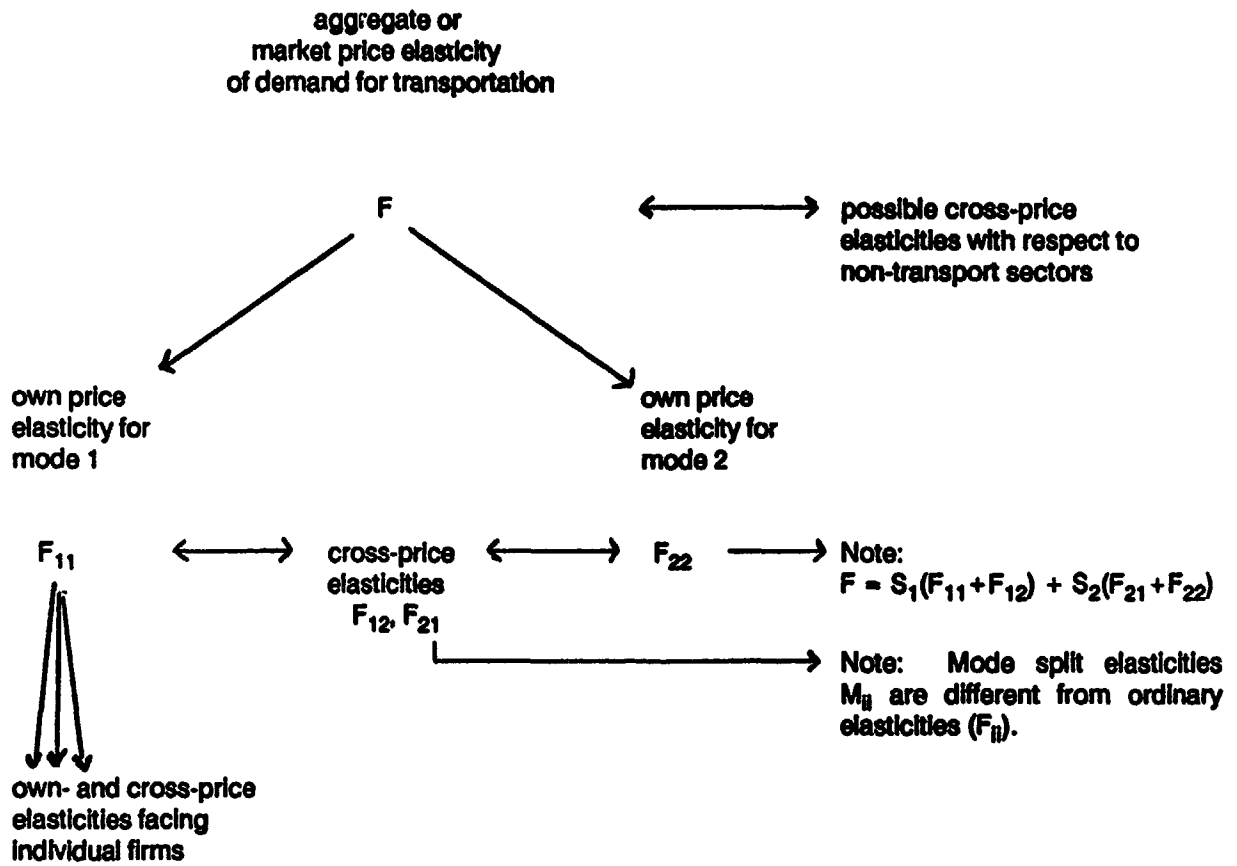 aggregate or
market price elasticity
of demand for transportation
F
possible cross-price
elasticities with respect to
non-transport sectors
own price
elasticity for
mode 1
own price
elasticity for
mode 2
F₁₁
cross-price
elasticities
F₁₂, F₂₁
F₂₂
Note:
F = S₁(F₁₁+F₁₂) + S₂(F₂₁+F₂₂)
Note: Mode split elasticities
Mᵢⱼ are different from ordinary
elasticities (Fᵢⱼ).
own- and cross-price
elasticities facing
individual firms